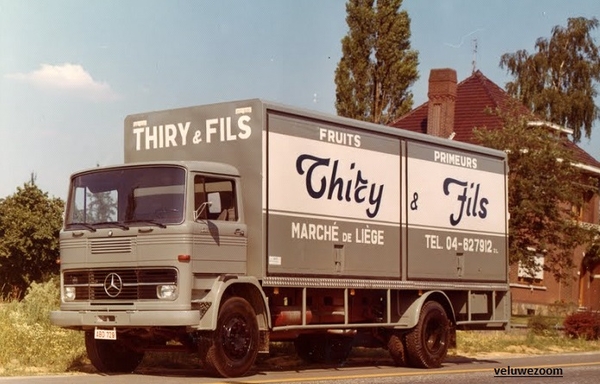 THIRY & FILS
FRUITS
PRIMEURS
Thiry & Fils
MARCHÉ DE LIÈGE
TEL. 04-627912
veluwezoom